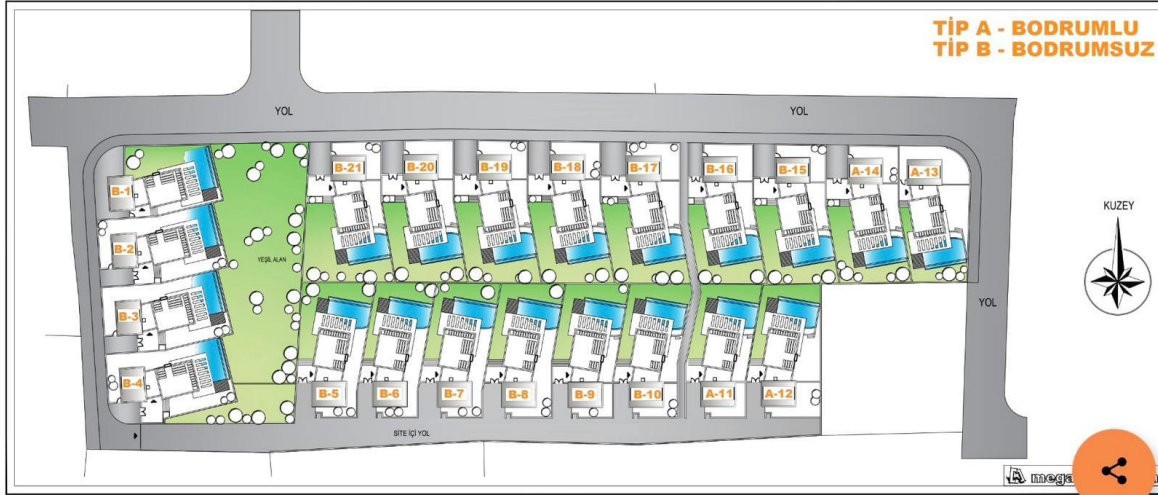 TİP A - BODRUMLU
TİP B - BODRUMSUZ
YOL
YOL
B-21
B-20
B-19
B-18
B-17
B-16
B-15
A-14
A-13
B-1
B-2
B-3
B-4
YEŞİL ALAN
KUZEY
YOL
B-5
B-6
B-7
B-8
B-9
B-10
A-11
A-12
SİTE İÇİ YOL